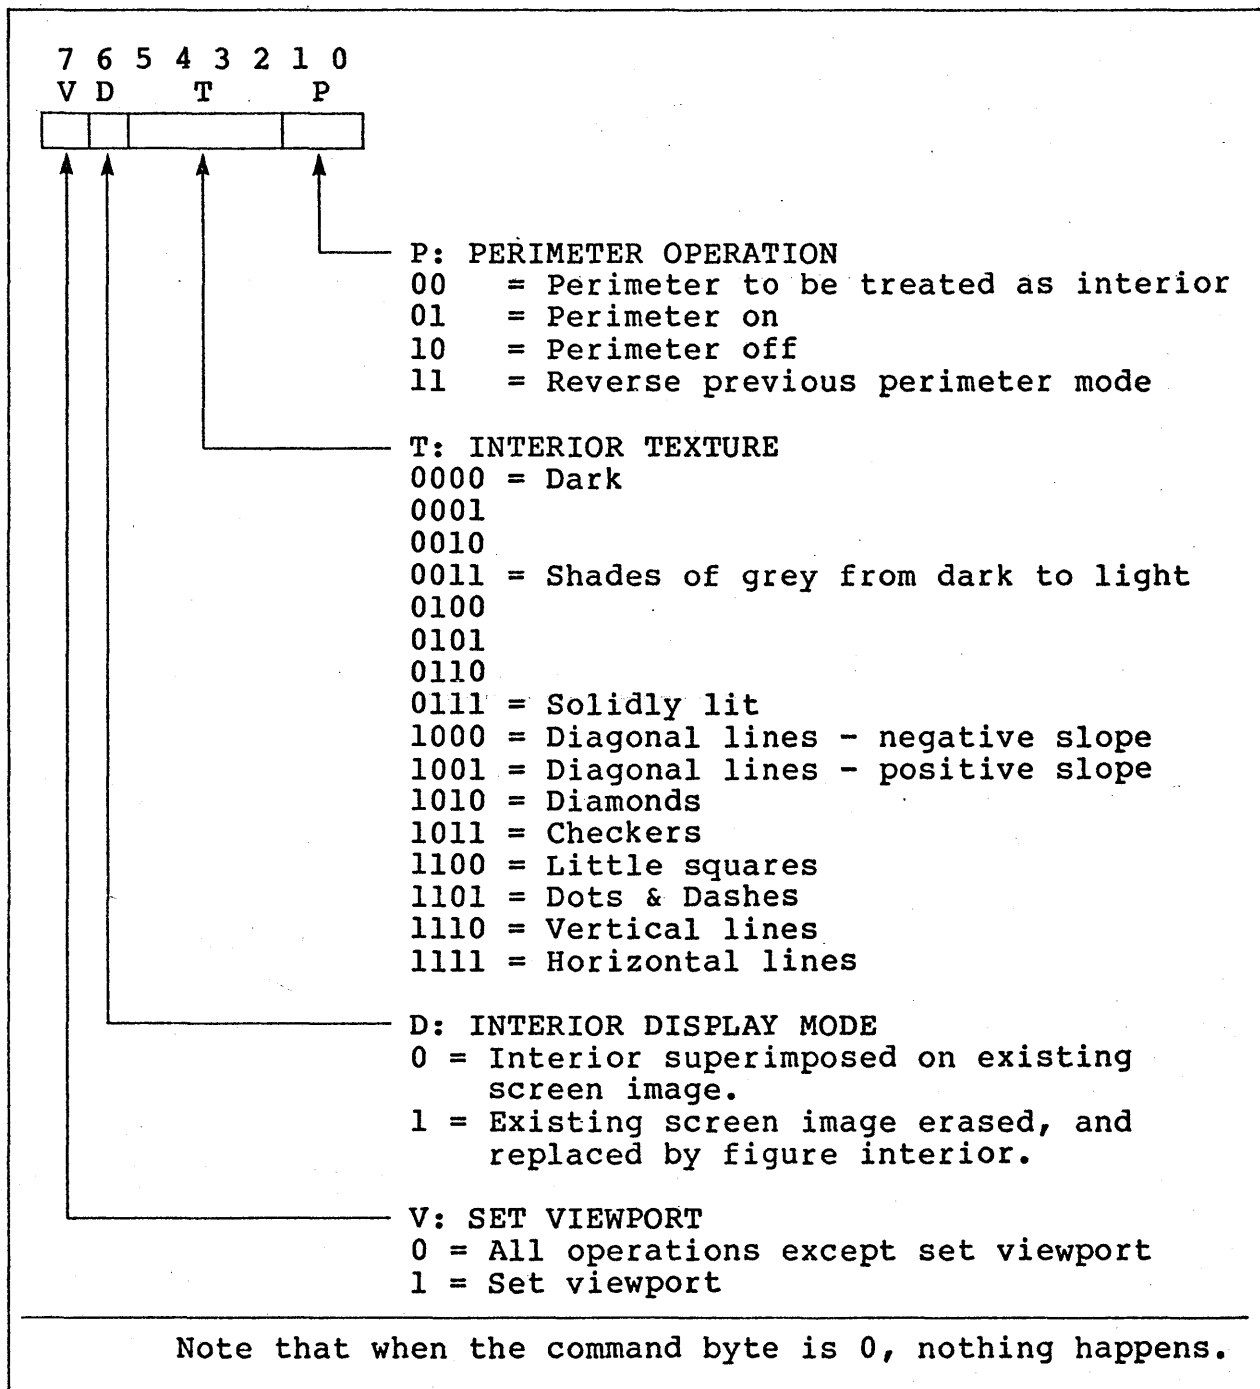 7 6 5 4 3 2 1 0
V D T P
P: PERIMETER OPERATION
00 = Perimeter to be treated as interior
01 = Perimeter on
10 = Perimeter off
11 = Reverse previous perimeter mode
T: INTERIOR TEXTURE
0000 = Dark
0001
0010
0011 = Shades of grey from dark to light
0100
0101
0110
0111 = Solidly lit
1000 = Diagonal lines - negative slope
1001 = Diagonal lines - positive slope
1010 = Diamonds
1011 = Checkers
1100 = Little squares
1101 = Dots & Dashes
1110 = Vertical lines
1111 = Horizontal lines
D: INTERIOR DISPLAY MODE
0 = Interior superimposed on existing
screen image.
1 = Existing screen image erased, and
replaced by figure interior.
V: SET VIEWPORT
0 = All operations except set viewport
1 = Set viewport
Note that when the command byte is 0, nothing happens.